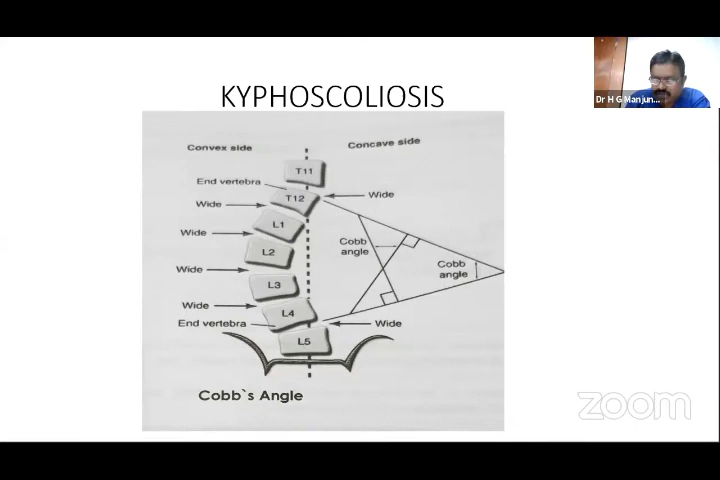 KYPHOSCOLIOSIS
Dr H G Manjun...
Convex side
Concave side
T11
End vertebra
T12
Wide
Wide
L1
Wide
Cobb
angle
L2
Cobb
angle
Wide
L3
Wide
L4
End vertebra
Wide
L5
Cobb`s Angle
zoom